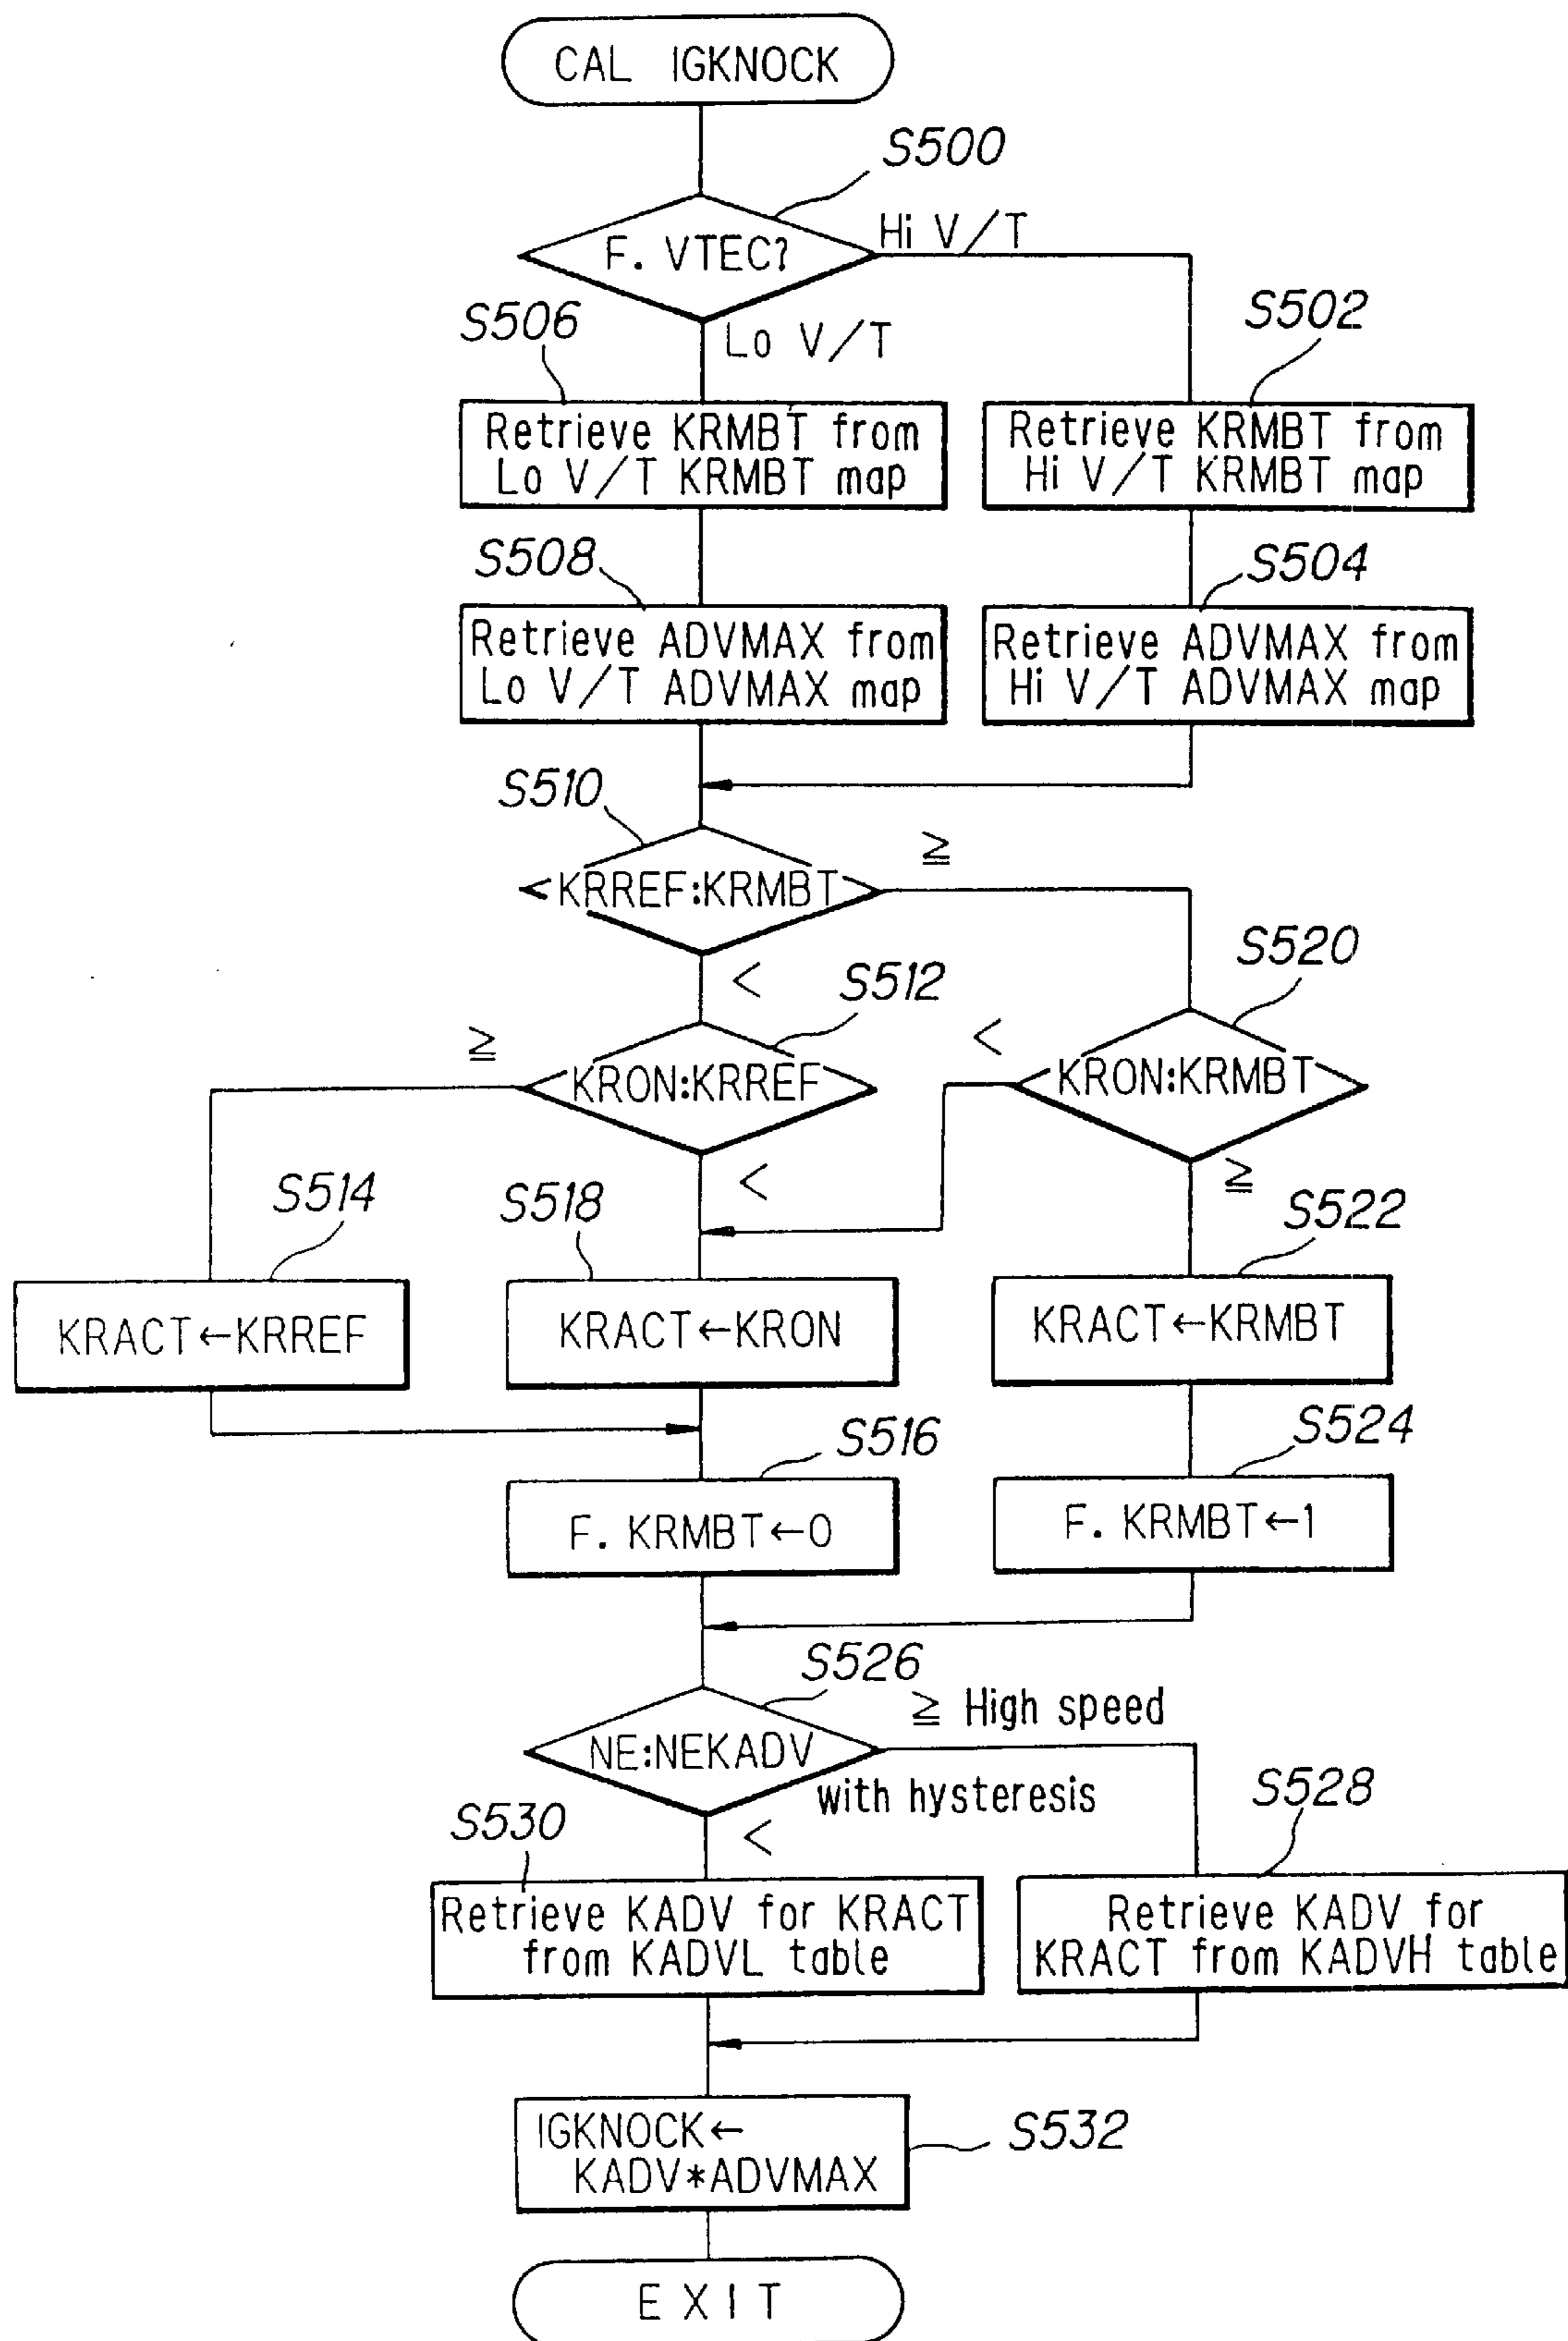 CAL IGKNOCK
S500
F. VTEC?
Hi V/T
Lo V/T
S506
S502
Retrieve KRMBT from
Lo V/T KRMBT map
Retrieve KRMBT from
Hi V/T KRMBT map
S508
S504
Retrieve ADVMAX from
Lo V/T ADVMAX map
Retrieve ADVMAX from
Hi V/T ADVMAX map
S510
KRREF:KRMBT
≧
<
S512
S520
≧
KRON:KRREF
<
KRON:KRMBT
<
≧
S514
S518
S522
KRACT←KRREF
KRACT←KRON
KRACT←KRMBT
S516
S524
F. KRMBT←0
F. KRMBT←1
S526
≧ High speed
NE:NEKADV
with hysteresis
S530
<
S528
Retrieve KADV for KRACT
from KADVL table
Retrieve KADV for
KRACT from KADVH table
IGKNOCK←
KADV*ADVMAX
S532
EXIT